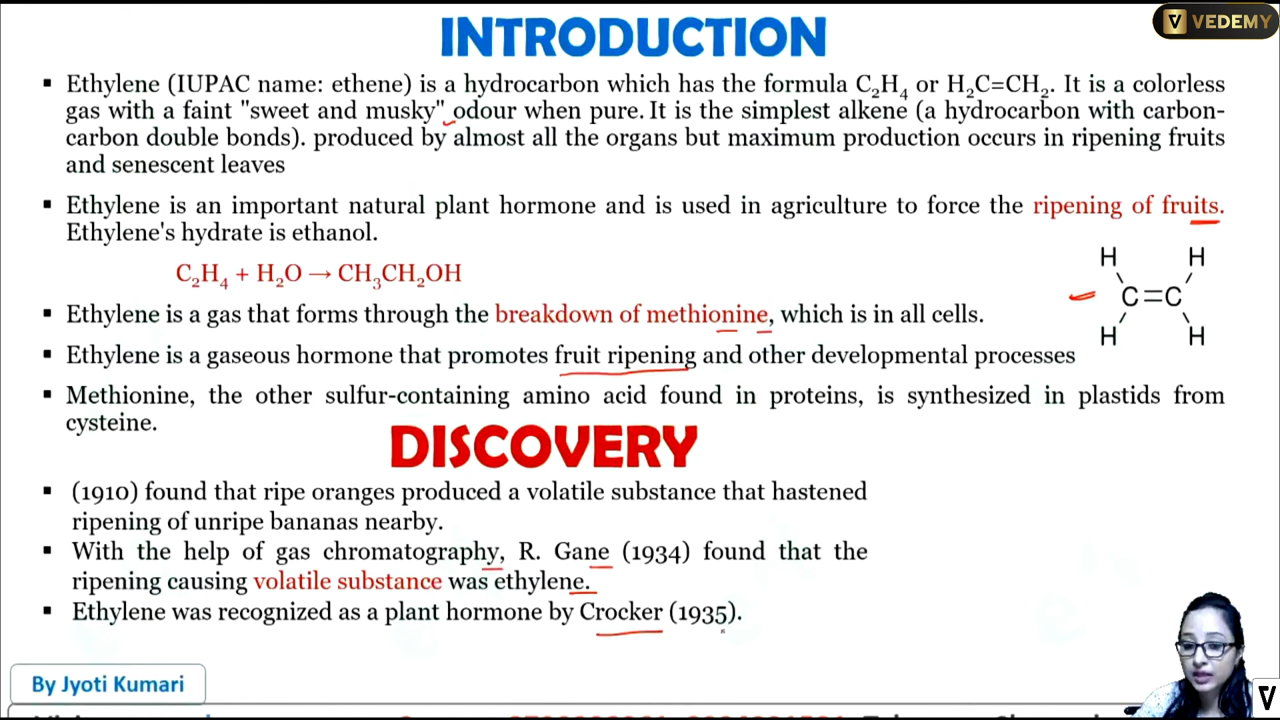 VEDEMY
INTRODUCTION
▪ Ethylene (IUPAC name: ethene) is a hydrocarbon which has the formula C₂H₄ or H₂C=CH₂. It is a colorless
gas with a faint "sweet and musky" odour when pure. It is the simplest alkene (a hydrocarbon with carbon-
carbon double bonds). produced by almost all the organs but maximum production occurs in ripening fruits
and senescent leaves
▪ Ethylene is an important natural plant hormone and is used in agriculture to force the ripening of fruits.
Ethylene's hydrate is ethanol.
C₂H₄ + H₂O → CH₃CH₂OH
H H
C=C
H H
▪ Ethylene is a gas that forms through the breakdown of methionine, which is in all cells.
▪ Ethylene is a gaseous hormone that promotes fruit ripening and other developmental processes
▪ Methionine, the other sulfur-containing amino acid found in proteins, is synthesized in plastids from
cysteine.
DISCOVERY
▪ (1910) found that ripe oranges produced a volatile substance that hastened
ripening of unripe bananas nearby.
▪ With the help of gas chromatography, R. Gane (1934) found that the
ripening causing volatile substance was ethylene.
▪ Ethylene was recognized as a plant hormone by Crocker (1935).
By Jyoti Kumari